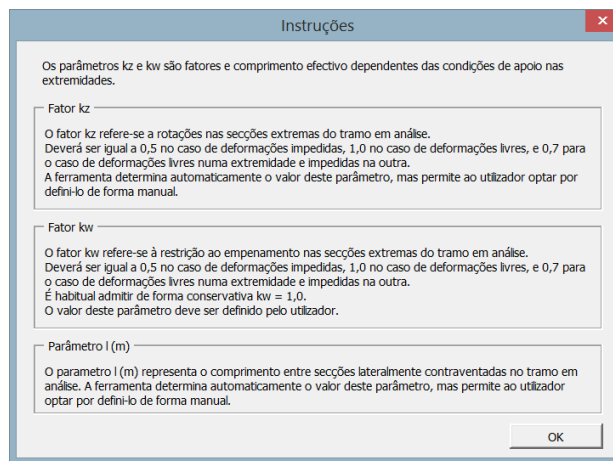 Instruções
x
Os parâmetros kz e kw são fatores e comprimento efectivo dependentes das condições de apoio nas
extremidades.
Fator kz
O fator kz refere-se a rotações nas secções extremas do tramo em análise.
Deverá ser igual a 0,5 no caso de deformações impedidas, 1,0 no caso de deformações livres, e 0,7 para
o caso de deformações livres numa extremidade e impedidas na outra.
A ferramenta determina automaticamente o valor deste parâmetro, mas permite ao utilizador optar por
defini-lo de forma manual.
Fator kw
O fator kw refere-se à restrição ao empenamento nas secções extremas do tramo em análise.
Deverá ser igual a 0,5 no caso de deformações impedidas, 1,0 no caso de deformações livres, e 0,7 para
o caso de deformações livres numa extremidade e impedidas na outra.
É habitual admitir de forma conservativa kw = 1,0.
O valor deste parâmetro deve ser definido pelo utilizador.
Parâmetro l (m)
O parametro l (m) representa o comprimento entre secções lateralmente contraventadas no tramo em
análise. A ferramenta determina automaticamente o valor deste parâmetro, mas permite ao utilizador
optar por defini-lo de forma manual.
OK